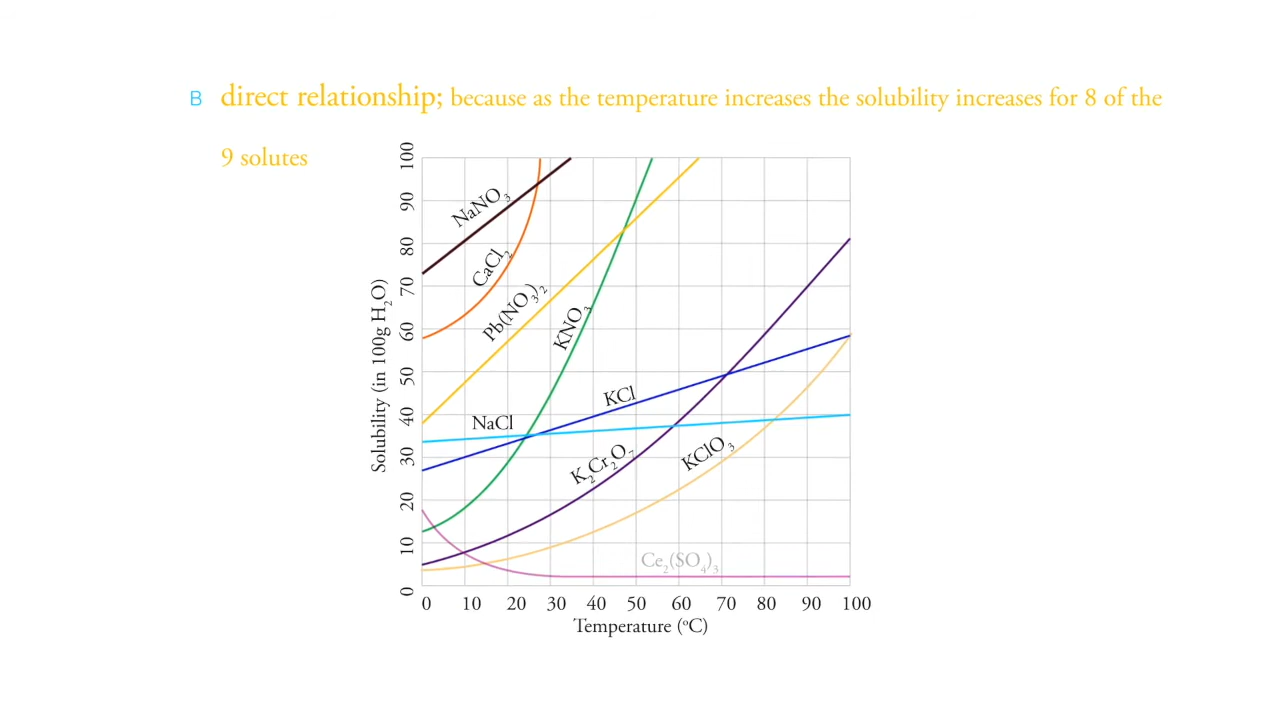 B direct relationship; because as the temperature increases the solubility increases for 8 of the
9 solutes
100
90
80
70
60
50
40
30
20
10
0
Solubility (in 100g H₂O)
NaNO₃
CaCl₂
Pb(NO₃)₂
KNO₃
KCl
NaCl
K₂Cr₂O₇
KClO₃
Ce₂(SO₄)₃
0 10 20 30 40 50 60 70 80 90 100
Temperature (°C)